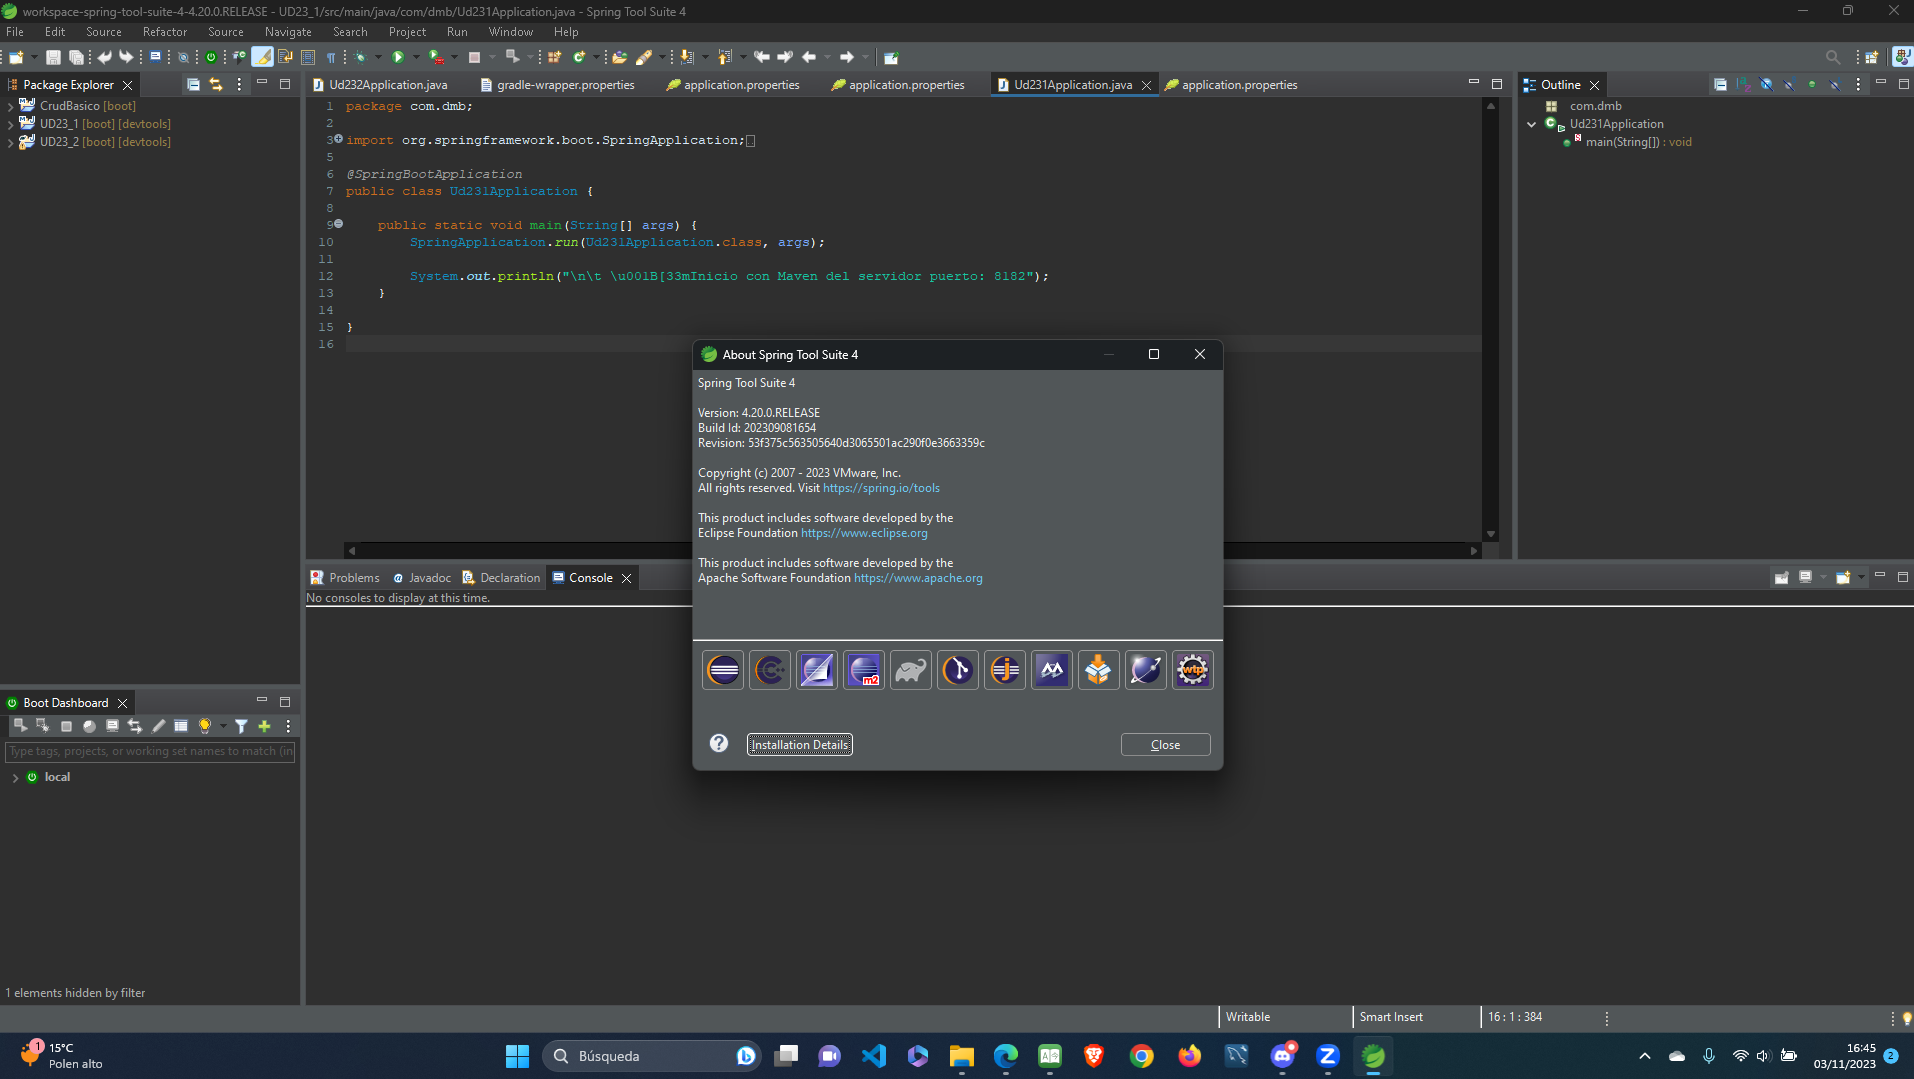 workspace-spring-tool-suite-4-4.20.0.RELEASE - UD23_1/src/main/java/com/dmb/Ud231Application.java - Spring Tool Suite 4
File Edit Source Refactor Source Navigate Search Project Run Window Help
Package Explorer
CrudBasico [boot]
UD23_1 [boot] [devtools]
UD23_2 [boot] [devtools]
Ud232Application.java gradle-wrapper.properties application.properties application.properties Ud231Application.java application.properties
1 package com.dmb;
2
3 import org.springframework.boot.SpringApplication;
5
6 @SpringBootApplication
7 public class Ud231Application {
8
9 public static void main(String[] args) {
10 SpringApplication.run(Ud231Application.class, args);
11
12 System.out.println("\n\t \u001B[33mInicio con Maven del servidor puerto: 8182");
13 }
14
15 }
16
Outline
com.dmb
Ud231Application
main(String[]) : void
About Spring Tool Suite 4
Spring Tool Suite 4
Version: 4.20.0.RELEASE
Build Id: 202309081654
Revision: 53f375c563505640d3065501ac290f0e3663359c
Copyright (c) 2007 - 2023 VMware, Inc.
All rights reserved. Visit https://spring.io/tools
This product includes software developed by the
Eclipse Foundation https://www.eclipse.org
This product includes software developed by the
Apache Software Foundation https://www.apache.org
m2
wtp
Installation Details
Close
Problems Javadoc Declaration Console
No consoles to display at this time.
Boot Dashboard
Type tags, projects, or working set names to match (in
local
1 elements hidden by filter
Writable Smart Insert 16 : 1 : 384
1
15°C
Polen alto
Búsqueda
16:45
03/11/2023
2